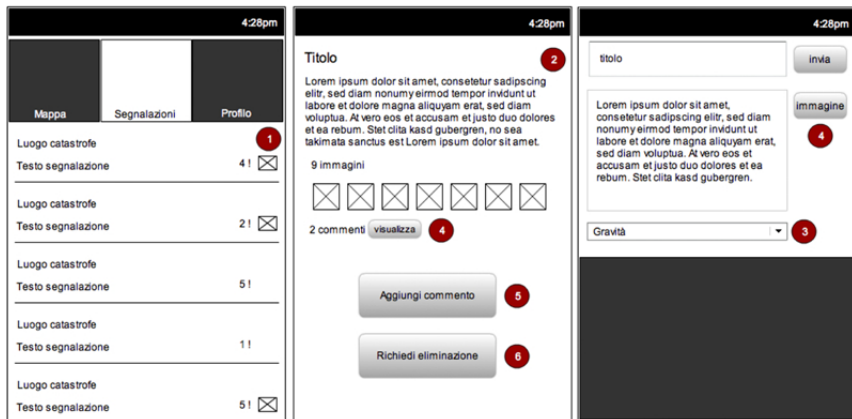 4:28pm
Mappa
Segnalazioni
Profilo
1
Luogo catastrofe
Testo segnalazione
4 !
Luogo catastrofe
Testo segnalazione
2 !
Luogo catastrofe
Testo segnalazione
5 !
Luogo catastrofe
Testo segnalazione
1 !
Luogo catastrofe
Testo segnalazione
5 !
4:28pm
Titolo
2
Lorem ipsum dolor sit amet, consetetur sadipscing
elitr, sed diam nonumy eirmod tempor invidunt ut
labore et dolore magna aliquyam erat, sed diam
voluptua. At vero eos et accusam et justo duo dolores
et ea rebum. Stet clita kasd gubergren, no sea
takimata sanctus est Lorem ipsum dolor sit amet.
9 immagini
2 commenti
visualizza
4
Aggiungi commento
5
Richiedi eliminazione
6
4:28pm
titolo
invia
Lorem ipsum dolor sit amet,
consetetur sadipscing elitr, sed
diam nonumy eirmod tempor
invidunt ut labore et dolore
magna aliquyam erat,
sed diam voluptua. At vero eos et
accusam et justo duo dolores et ea
rebum. Stet clita kasd gubergren.
immagine
4
Gravità
3